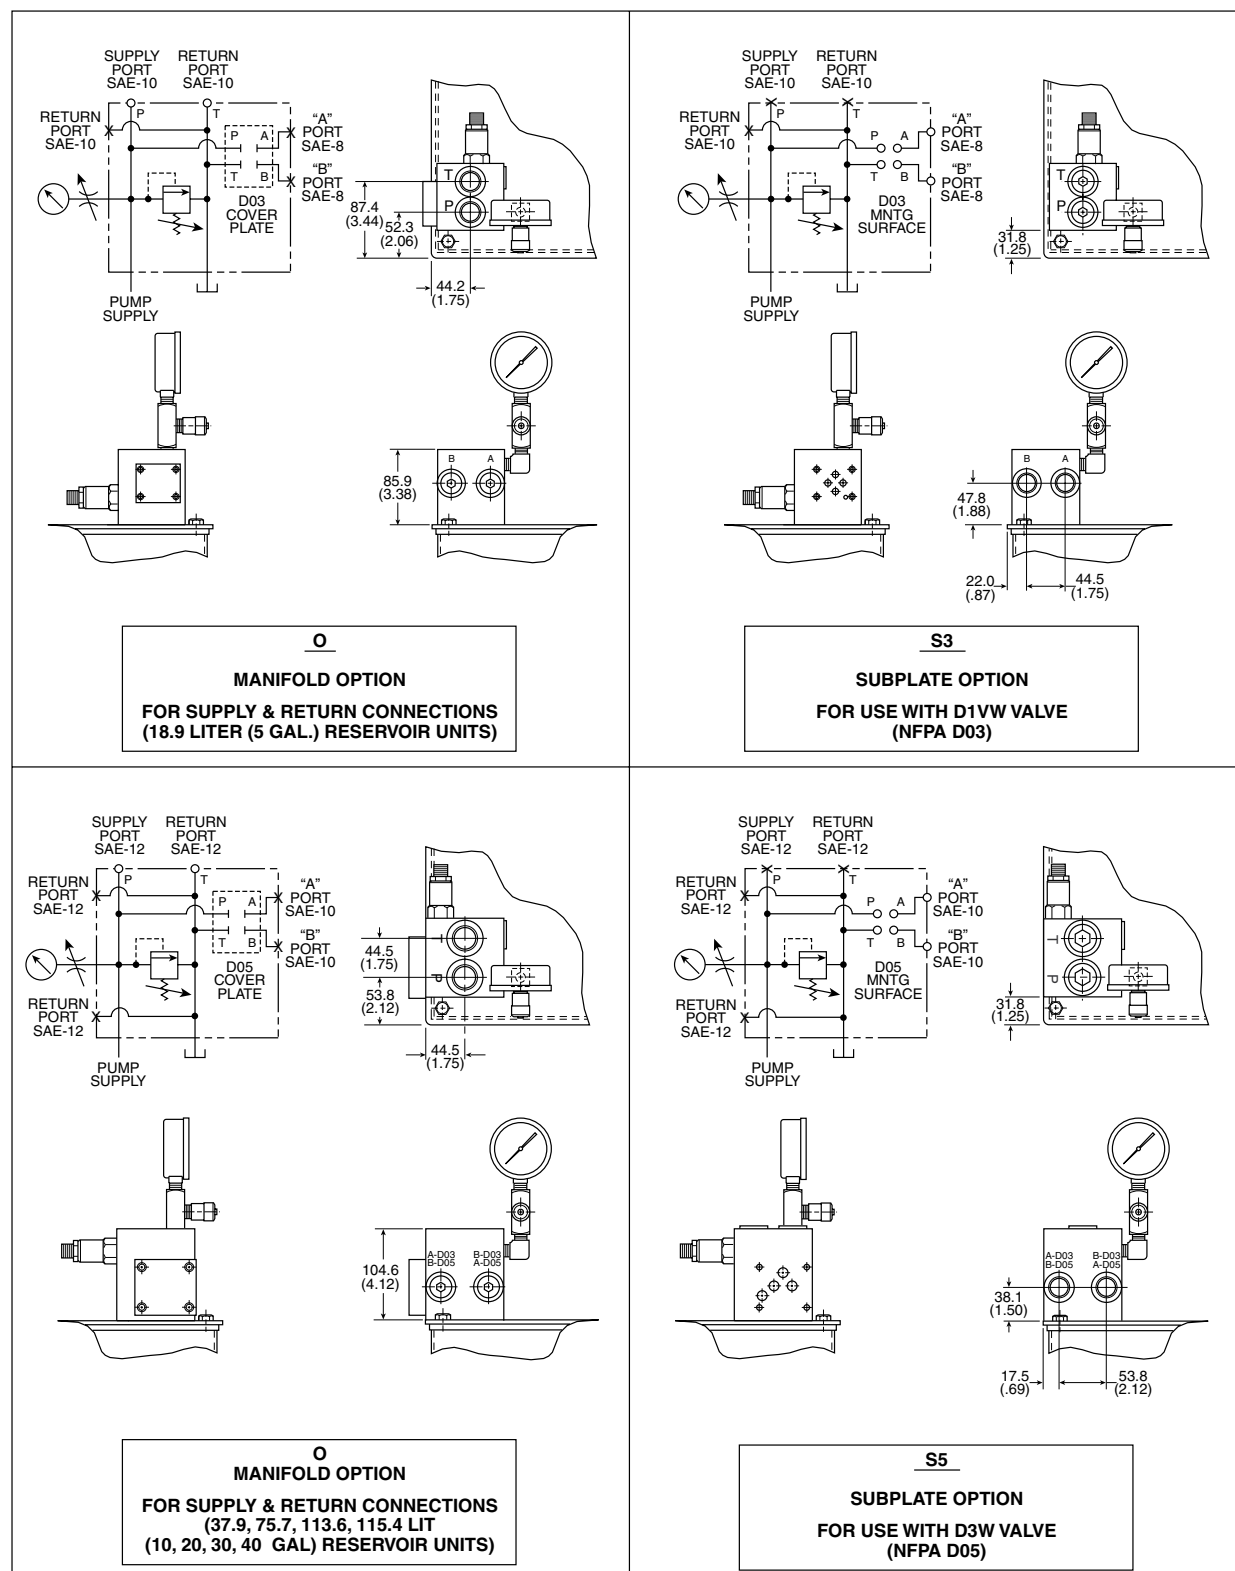 SUPPLY
PORT
SAE-10
RETURN
PORT
SAE-10
P
T
RETURN
PORT
SAE-10
P A
T B
"A"
PORT
SAE-8
"B"
PORT
SAE-8
D03
COVER
PLATE
PUMP
SUPPLY
T
P
87.4
(3.44)
52.3
(2.06)
44.2
(1.75)
B A
85.9
(3.38)
O
MANIFOLD OPTION
FOR SUPPLY & RETURN CONNECTIONS
(18.9 LITER (5 GAL.) RESERVOIR UNITS)
SUPPLY
PORT
SAE-10
RETURN
PORT
SAE-10
P
T
RETURN
PORT
SAE-10
P A
T B
"A"
PORT
SAE-8
"B"
PORT
SAE-8
D03
MNTG
SURFACE
PUMP
SUPPLY
T
P
31.8
(1.25)
B A
47.8
(1.88)
22.0
(.87)
44.5
(1.75)
S3
SUBPLATE OPTION
FOR USE WITH D1VW VALVE
(NFPA D03)
SUPPLY
PORT
SAE-12
RETURN
PORT
SAE-12
P
T
RETURN
PORT
SAE-12
P A
T B
"A"
PORT
SAE-10
"B"
PORT
SAE-10
D05
COVER
PLATE
RETURN
PORT
SAE-12
PUMP
SUPPLY
T
P
44.5
(1.75)
53.8
(2.12)
44.5
(1.75)
A-D03 B-D03
B-D05 A-D05
104.6
(4.12)
O
MANIFOLD OPTION
FOR SUPPLY & RETURN CONNECTIONS
(37.9, 75.7, 113.6, 115.4 LIT
(10, 20, 30, 40 GAL) RESERVOIR UNITS)
SUPPLY
PORT
SAE-12
RETURN
PORT
SAE-12
P
T
RETURN
PORT
SAE-12
P A
T B
"A"
PORT
SAE-10
"B"
PORT
SAE-10
D05
MNTG
SURFACE
RETURN
PORT
SAE-12
PUMP
SUPPLY
T
P
31.8
(1.25)
A-D03 B-D03
B-D05 A-D05
38.1
(1.50)
17.5
(.69)
53.8
(2.12)
S5
SUBPLATE OPTION
FOR USE WITH D3W VALVE
(NFPA D05)